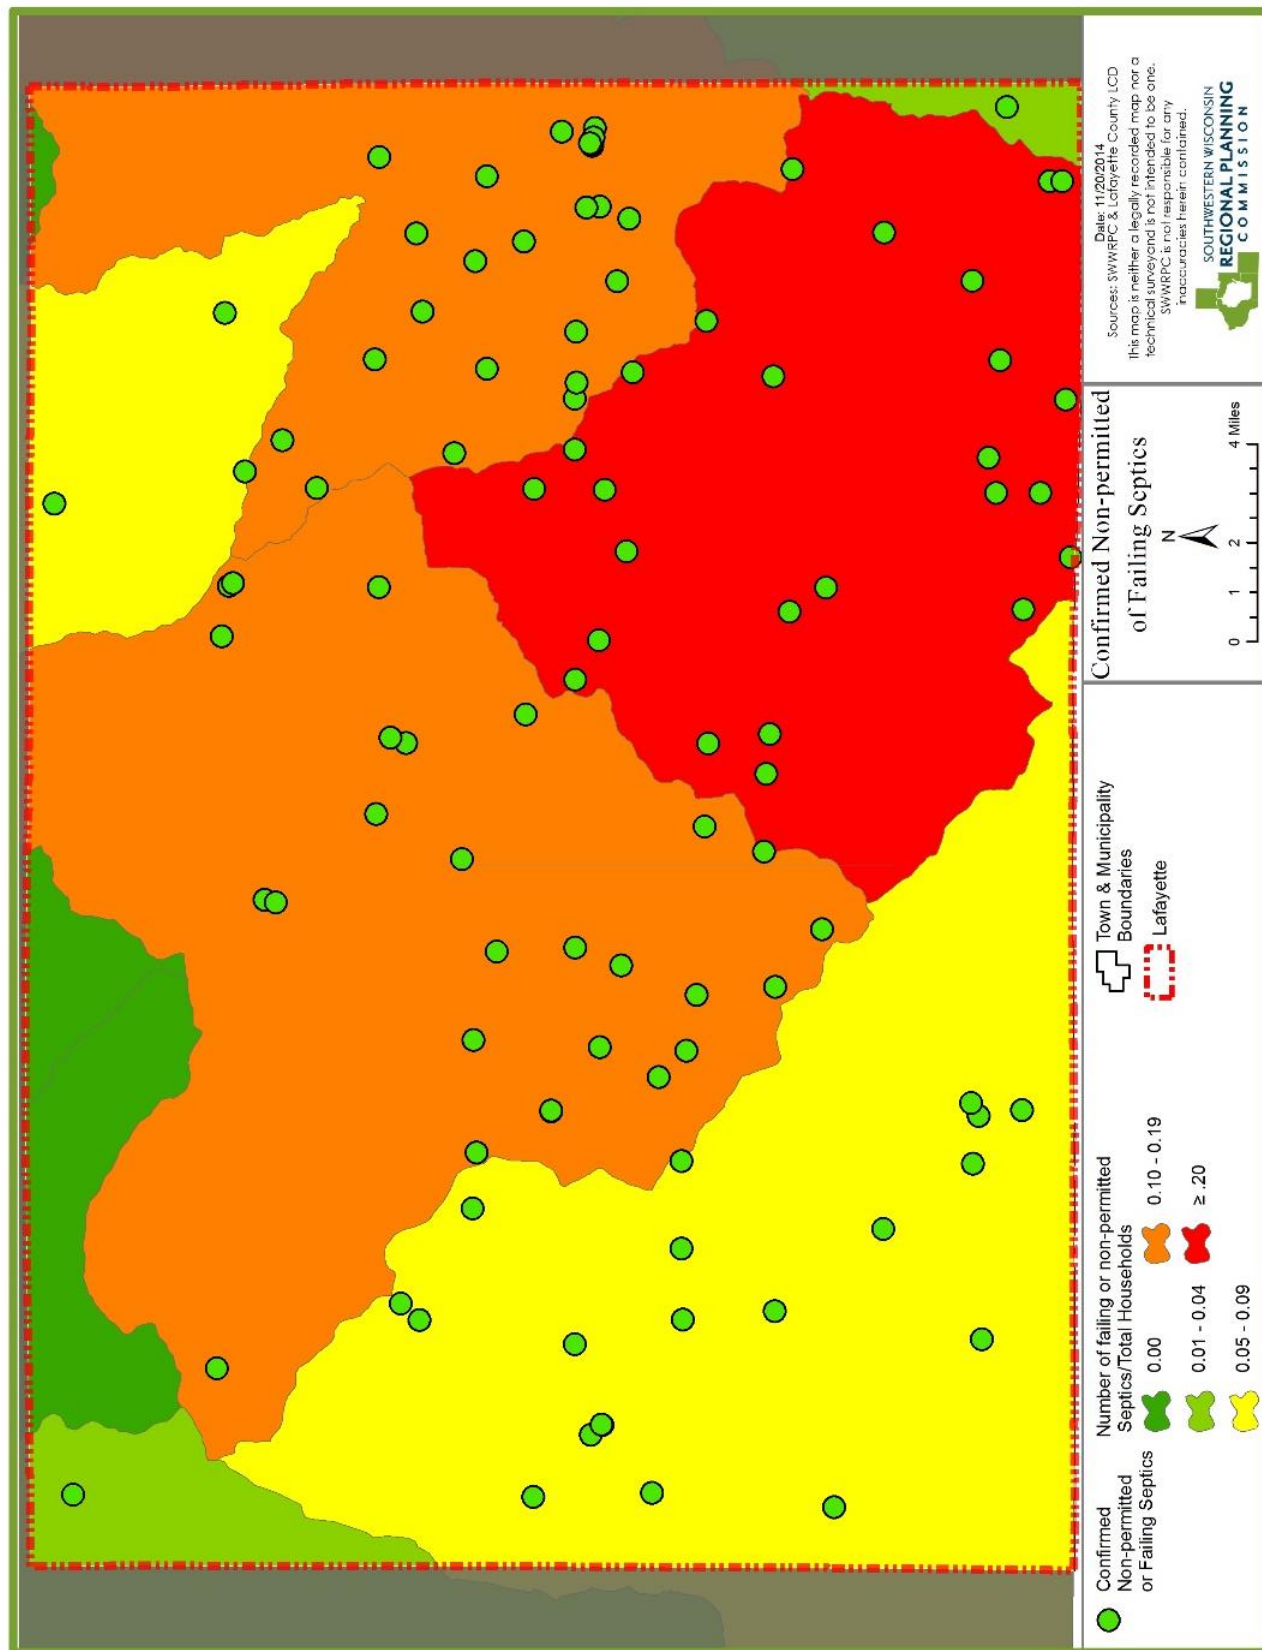 Confirmed
Non-permitted
or Failing Septics
Number of failing or non-permitted
Septics/Total Households
0.00
0.01 - 0.04
0.05 - 0.09
0.10 - 0.19
≥ .20
Town & Municipality
Boundaries
Lafayette
Confirmed Non-permitted
of Failing Septics
N
0 1 2 4 Miles
Date: 11/20/2014
Sources: SWWRPC & Lafayette County LCD
This map is neither a legally recorded map nor a
technical survey and is not intended to be one.
SWWRPC is not responsible for any
inaccuracies herein contained.
SOUTHWESTERN WISCONSIN
REGIONAL PLANNING
COMMISSION